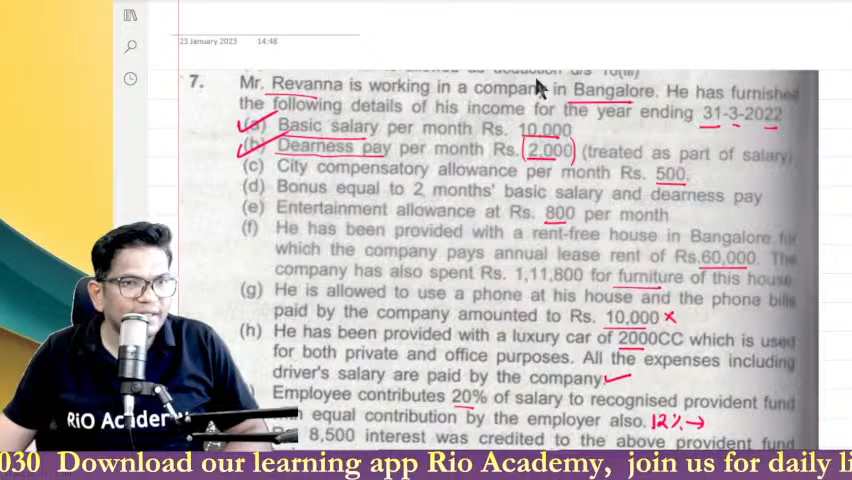 23 January 2023 14:48
7. Mr. Revanna is working in a company in Bangalore. He has furnished
the following details of his income for the year ending 31-3-2022
(a) Basic salary per month Rs. 10,000
(b) Dearness pay per month Rs. 2,000 (treated as part of salary)
(c) City compensatory allowance per month Rs. 500.
(d) Bonus equal to 2 months' basic salary and dearness pay
(e) Entertainment allowance at Rs. 800 per month
(f) He has been provided with a rent-free house in Bangalore for
which the company pays annual lease rent of Rs.60,000. The
company has also spent Rs. 1,11,800 for furniture of this house
(g) He is allowed to use a phone at his house and the phone bills
paid by the company amounted to Rs. 10,000 x
(h) He has been provided with a luxury car of 2000CC which is used
for both private and office purposes. All the expenses including
driver's salary are paid by the company
Employee contributes 20% of salary to recognised provident fund
equal contribution by the employer also. 12% →
8,500 interest was credited to the above provident fund
RiO Academ
030 Download our learning app Rio Academy, join us for daily li